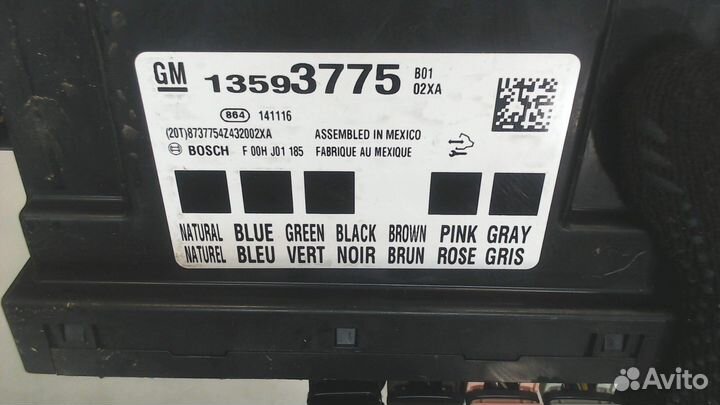 GM 13593775 B01
02XA
864 141116
(20T)8737754Z432002XA ASSEMBLED IN MEXICO
BOSCH F 00H J01 185 FABRIQUE AU MEXIQUE
NATURAL BLUE GREEN BLACK BROWN PINK GRAY
NATUREL BLEU VERT NOIR BRUN ROSE GRIS
Avito